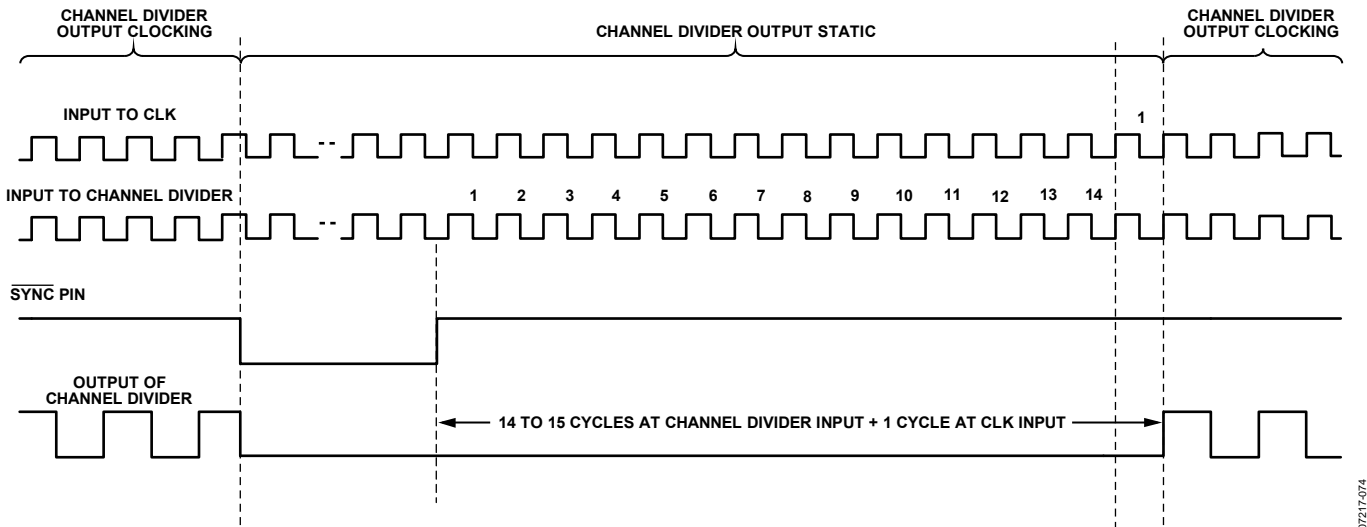 CHANNEL DIVIDER
OUTPUT CLOCKING
CHANNEL DIVIDER OUTPUT STATIC
CHANNEL DIVIDER
OUTPUT CLOCKING
INPUT TO CLK
1
INPUT TO CHANNEL DIVIDER
1 2 3 4 5 6 7 8 9 10 11 12 13 14
SYNC PIN
OUTPUT OF
CHANNEL DIVIDER
14 TO 15 CYCLES AT CHANNEL DIVIDER INPUT + 1 CYCLE AT CLK INPUT
07217-074